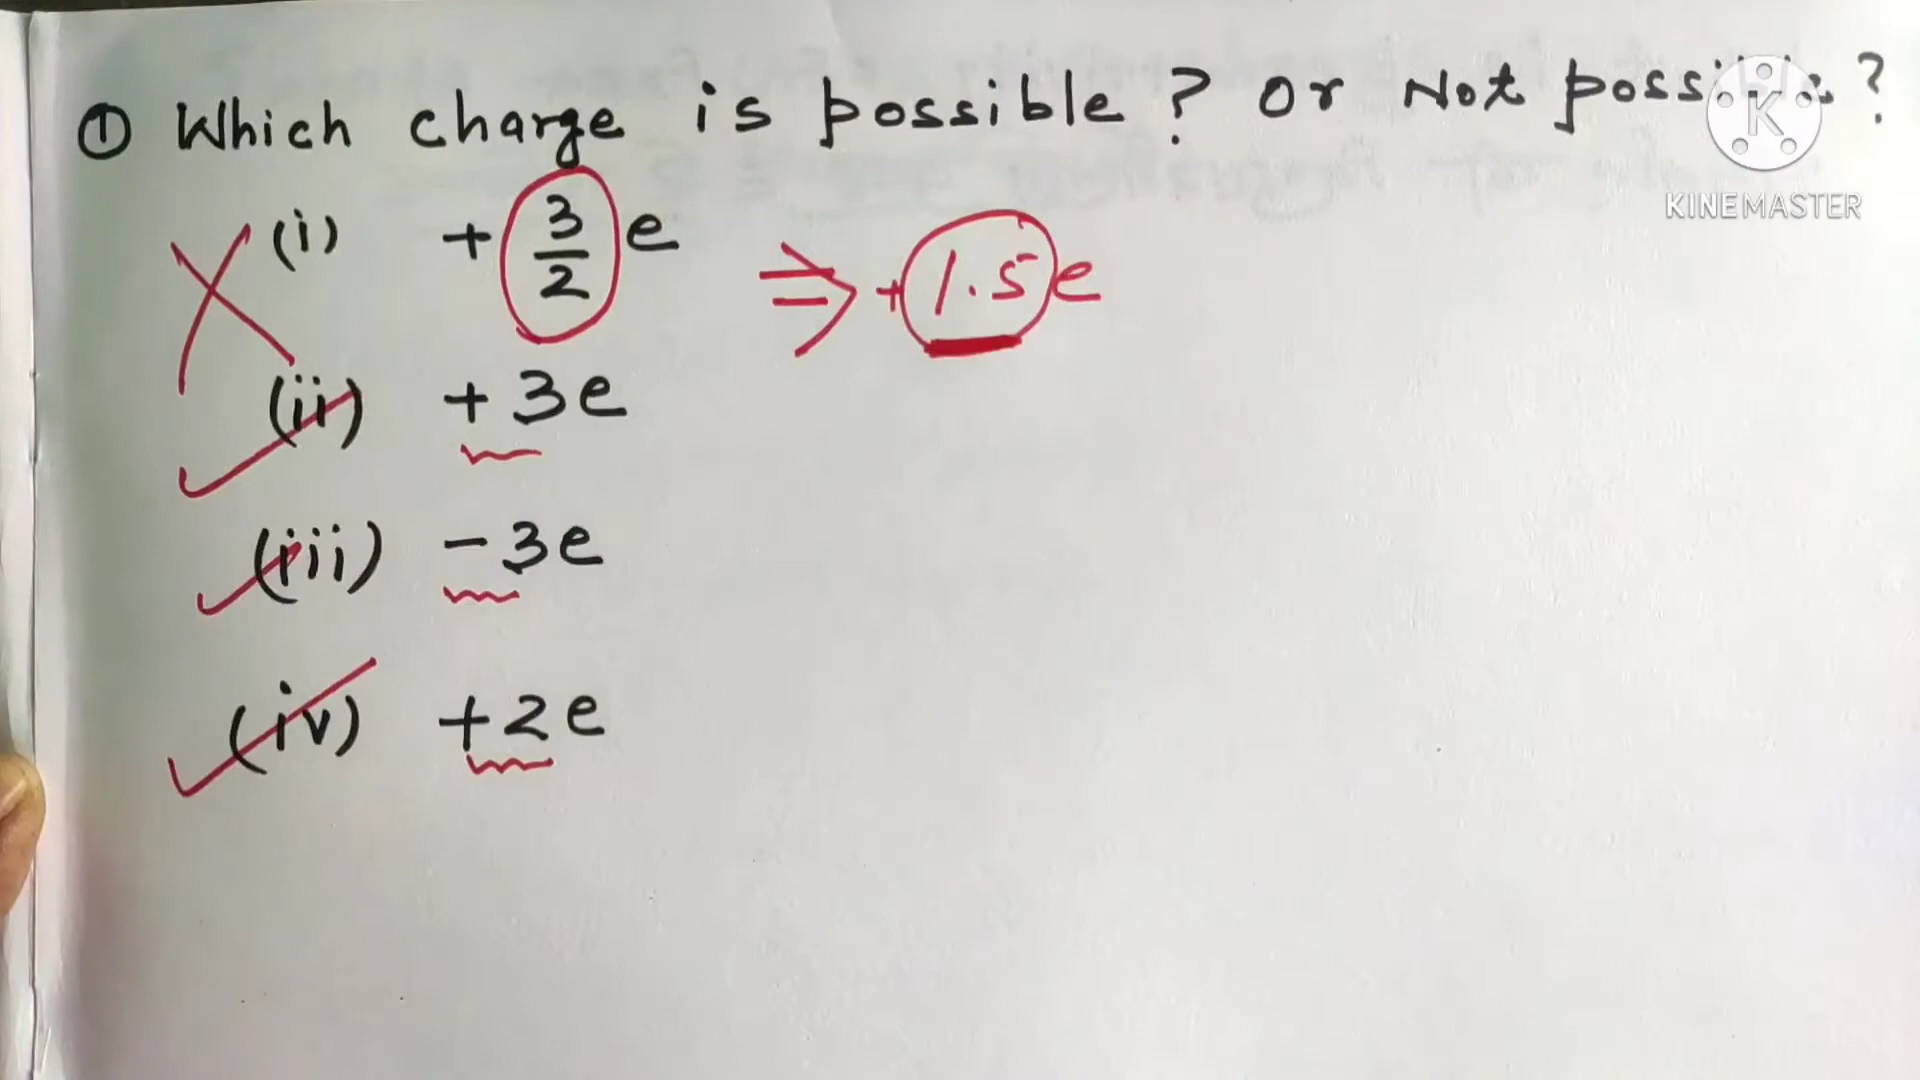 ① Which charge is possible ? Or Not possible ?
(i) + 3/2 e ⇒ +1.5e
(ii) + 3e
(iii) - 3e
(iv) +2e
K
KINEMASTER